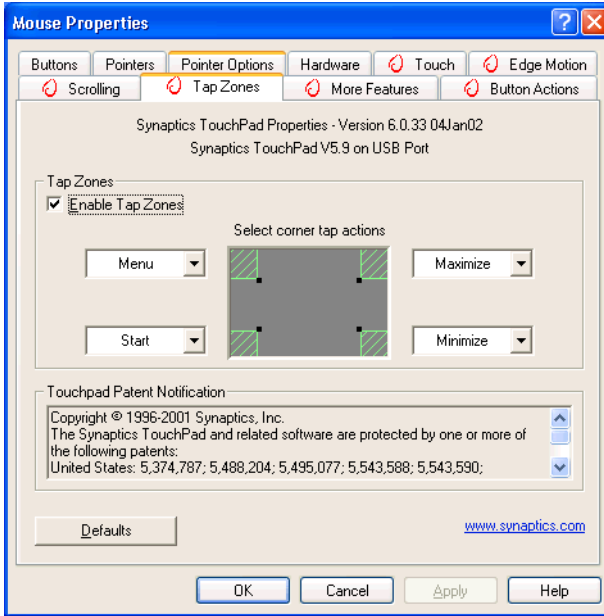 Mouse Properties
Buttons Pointers Pointer Options Hardware Touch Edge Motion
Scrolling Tap Zones More Features Button Actions
Synaptics TouchPad Properties - Version 6.0.33 04Jan02
Synaptics TouchPad V5.9 on USB Port
Tap Zones
Enable Tap Zones
Select corner tap actions
Menu Maximize
Start Minimize
Touchpad Patent Notification
Copyright © 1996-2001 Synaptics, Inc.
The Synaptics TouchPad and related software are protected by one or more of
the following patents:
United States: 5,374,787; 5,488,204; 5,495,077; 5,543,588; 5,543,590;
Defaults www.synaptics.com
OK Cancel Apply Help